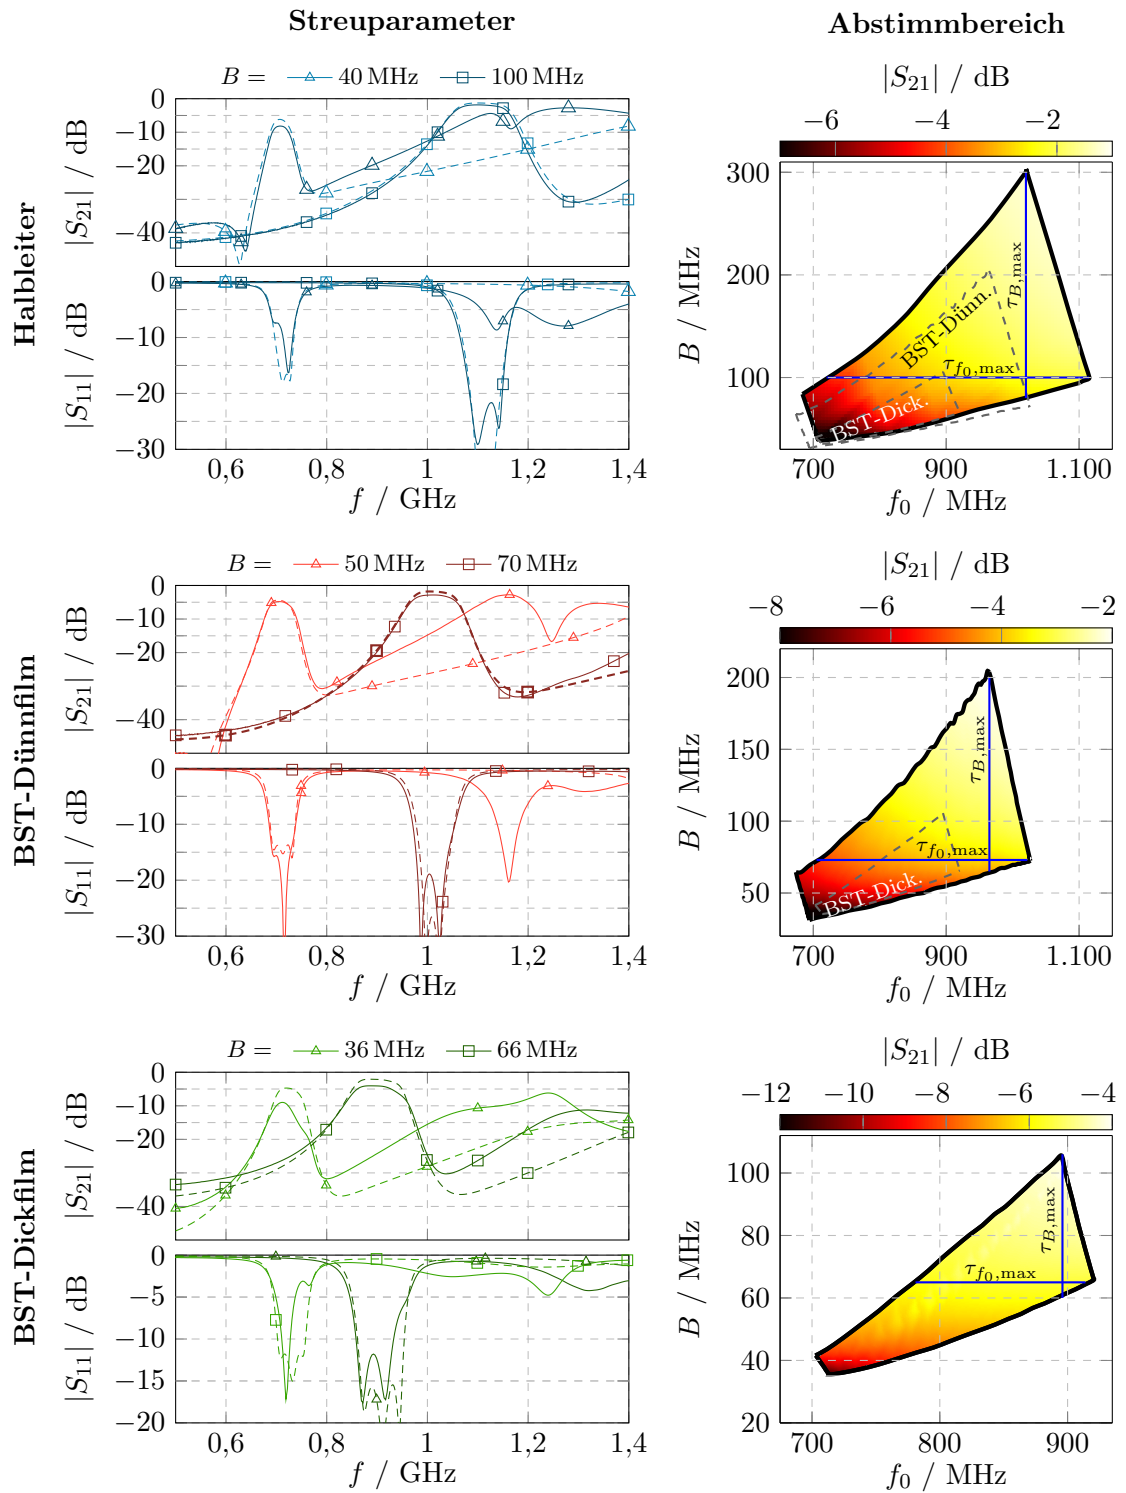 Streuparameter
Abstimmbereich
Halbleiter
B = 40 MHz 100 MHz
|S21| / dB
0
−10
−20
−40
|S11| / dB
0
−10
−20
−30
0,6 0,8 1 1,2 1,4
f / GHz
|S21| / dB
−6 −4 −2
B / MHz
300
200
100
BST-Dünn.
BST-Dick.
τB,max
τf0,max
700 900 1.100
f0 / MHz
BST-Dünnfilm
B = 50 MHz 70 MHz
|S21| / dB
0
−10
−20
−40
|S11| / dB
0
−10
−20
−30
0,6 0,8 1 1,2 1,4
f / GHz
|S21| / dB
−8 −6 −4 −2
B / MHz
200
150
100
50
τB,max
τf0,max
BST-Dick.
700 900 1.100
f0 / MHz
BST-Dickfilm
B = 36 MHz 66 MHz
|S21| / dB
0
−10
−20
−40
|S11| / dB
0
−5
−10
−15
−20
0,6 0,8 1 1,2 1,4
f / GHz
|S21| / dB
−12 −10 −8 −6 −4
B / MHz
100
80
60
40
20
τB,max
τf0,max
700 800 900
f0 / MHz